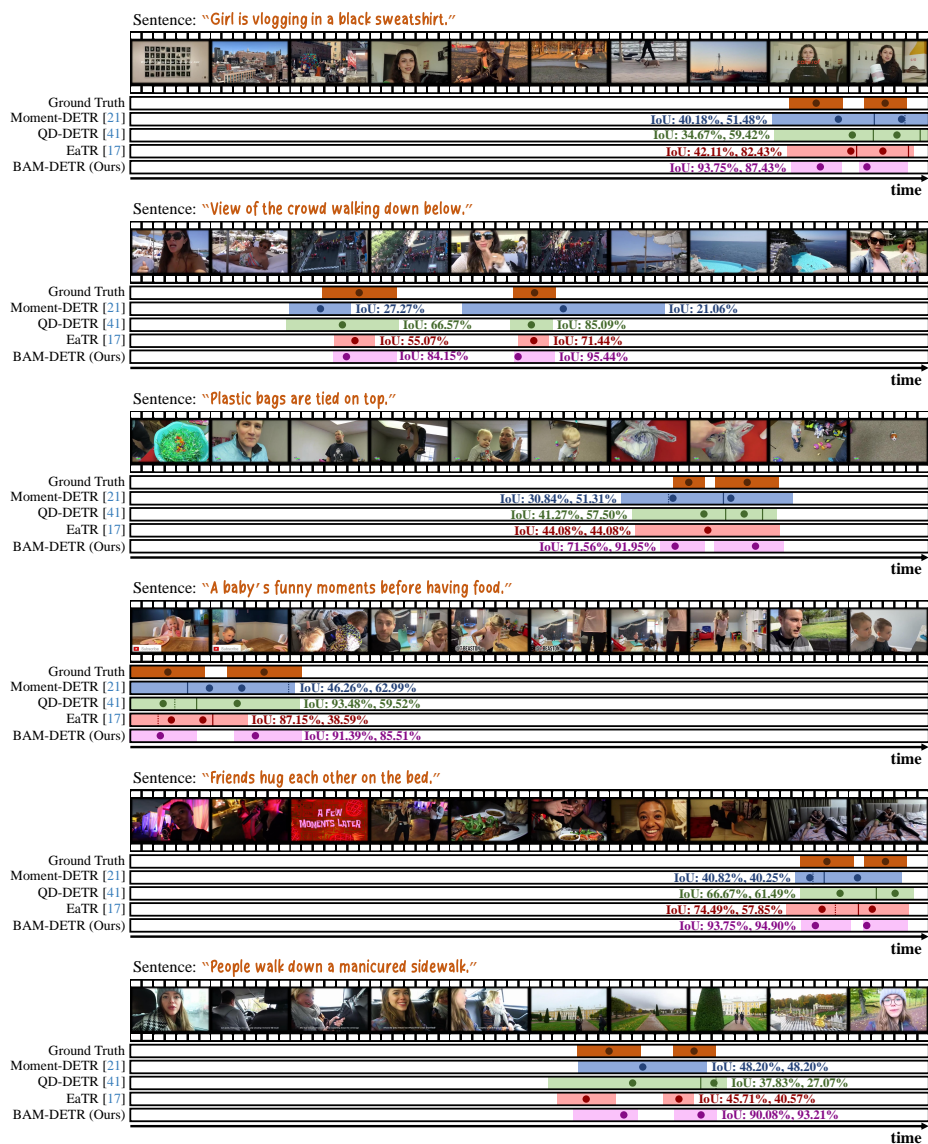 Sentence: “Girl is vlogging in a black sweatshirt.”
Ground Truth
Moment-DETR [21] IoU: 40.18%, 51.48%
QD-DETR [41] IoU: 34.67%, 59.42%
EaTR [17] IoU: 42.11%, 82.43%
BAM-DETR (Ours) IoU: 93.75%, 87.43%
time
Sentence: “View of the crowd walking down below.”
Ground Truth
Moment-DETR [21] IoU: 27.27% IoU: 21.06%
QD-DETR [41] IoU: 66.57% IoU: 85.09%
EaTR [17] IoU: 55.07% IoU: 71.44%
BAM-DETR (Ours) IoU: 84.15% IoU: 95.44%
time
Sentence: “Plastic bags are tied on top.”
Ground Truth
Moment-DETR [21] IoU: 30.84%, 51.31%
QD-DETR [41] IoU: 41.27%, 57.50%
EaTR [17] IoU: 44.08%, 44.08%
BAM-DETR (Ours) IoU: 71.56%, 91.95%
time
Sentence: “A baby’s funny moments before having food.”
Ground Truth
Moment-DETR [21] IoU: 46.26%, 62.99%
QD-DETR [41] IoU: 93.48%, 59.52%
EaTR [17] IoU: 87.15%, 38.59%
BAM-DETR (Ours) IoU: 91.39%, 85.51%
time
Sentence: “Friends hug each other on the bed.”
A FEW
MOMENTS LATER
Ground Truth
Moment-DETR [21] IoU: 40.82%, 40.25%
QD-DETR [41] IoU: 66.67%, 61.49%
EaTR [17] IoU: 74.49%, 57.85%
BAM-DETR (Ours) IoU: 93.75%, 94.90%
time
Sentence: “People walk down a manicured sidewalk.”
Ground Truth
Moment-DETR [21] IoU: 48.20%, 48.20%
QD-DETR [41] IoU: 37.83%, 27.07%
EaTR [17] IoU: 45.71%, 40.57%
BAM-DETR (Ours) IoU: 90.08%, 93.21%
time